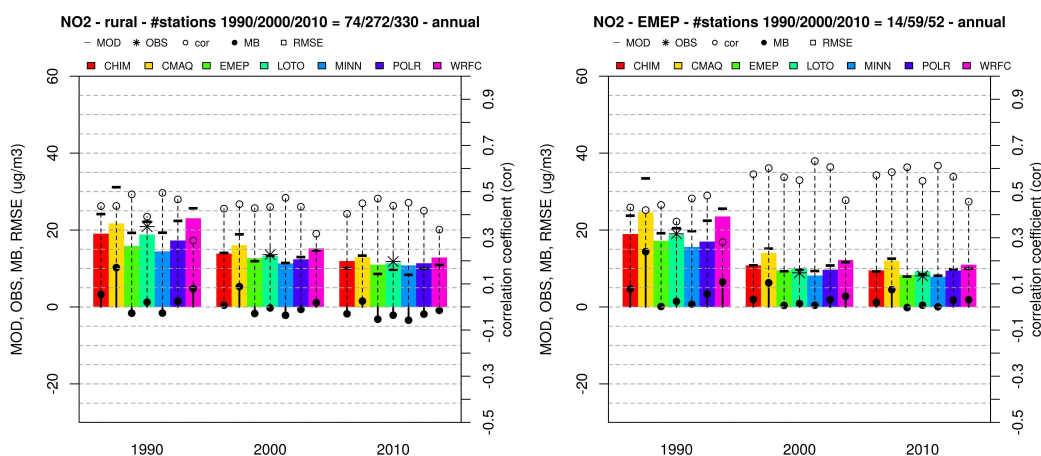 NO2 - rural - #stations 1990/2000/2010 = 74/272/330 - annual
MOD OBS cor MB RMSE
CHIM CMAQ EMEP LOTO MINN POLR WRFC
MOD, OBS, MB, RMSE (ug/m3)
60
40
20
0
-20
0.9
0.7
0.5
0.3
0.1
-0.1
-0.3
-0.5
correlation coefficient (cor)
1990 2000 2010
NO2 - EMEP - #stations 1990/2000/2010 = 14/59/52 - annual
MOD OBS cor MB RMSE
CHIM CMAQ EMEP LOTO MINN POLR WRFC
MOD, OBS, MB, RMSE (ug/m3)
60
40
20
0
-20
0.9
0.7
0.5
0.3
0.1
-0.1
-0.3
-0.5
correlation coefficient (cor)
1990 2000 2010